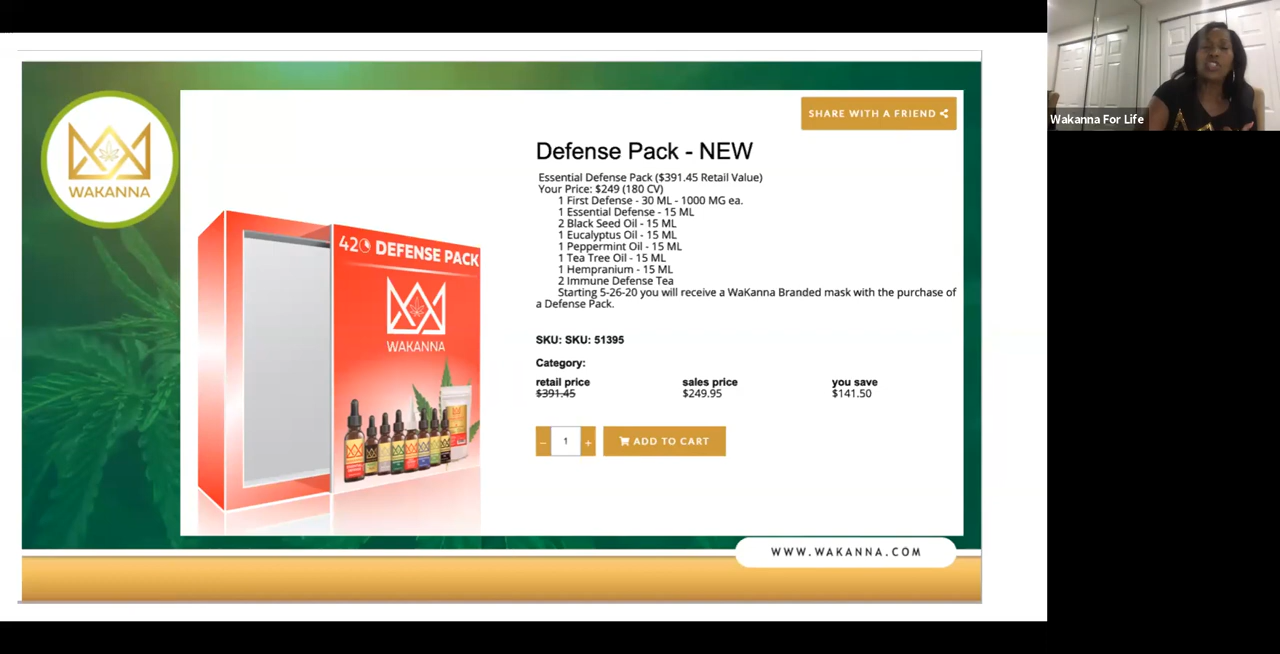 Wakanna For Life
WAKANNA
SHARE WITH A FRIEND
Defense Pack - NEW
Essential Defense Pack ($391.45 Retail Value)
Your Price: $249 (180 CV)
1 First Defense - 30 ML - 1000 MG ea.
1 Essential Defense - 15 ML
2 Black Seed Oil - 15 ML
1 Eucalyptus Oil - 15 ML
1 Peppermint Oil - 15 ML
1 Tea Tree Oil - 15 ML
1 Hempranium - 15 ML
2 Immune Defense Tea
Starting 5-26-20 you will receive a WaKanna Branded mask with the purchase of
a Defense Pack.
SKU: SKU: 51395
Category:
retail price sales price you save
$391.45 $249.95 $141.50
- 1 + ADD TO CART
420 DEFENSE PACK
WAKANNA
WWW.WAKANNA.COM